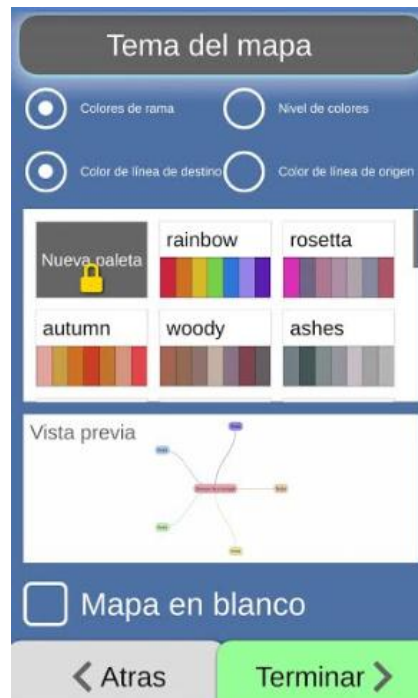 Tema del mapa
Colores de rama
Nivel de colores
Color de línea de destino
Color de línea de origen
Nueva paleta
rainbow
rosetta
autumn
woody
ashes
Vista previa
Mapa en blanco
Atras
Terminar